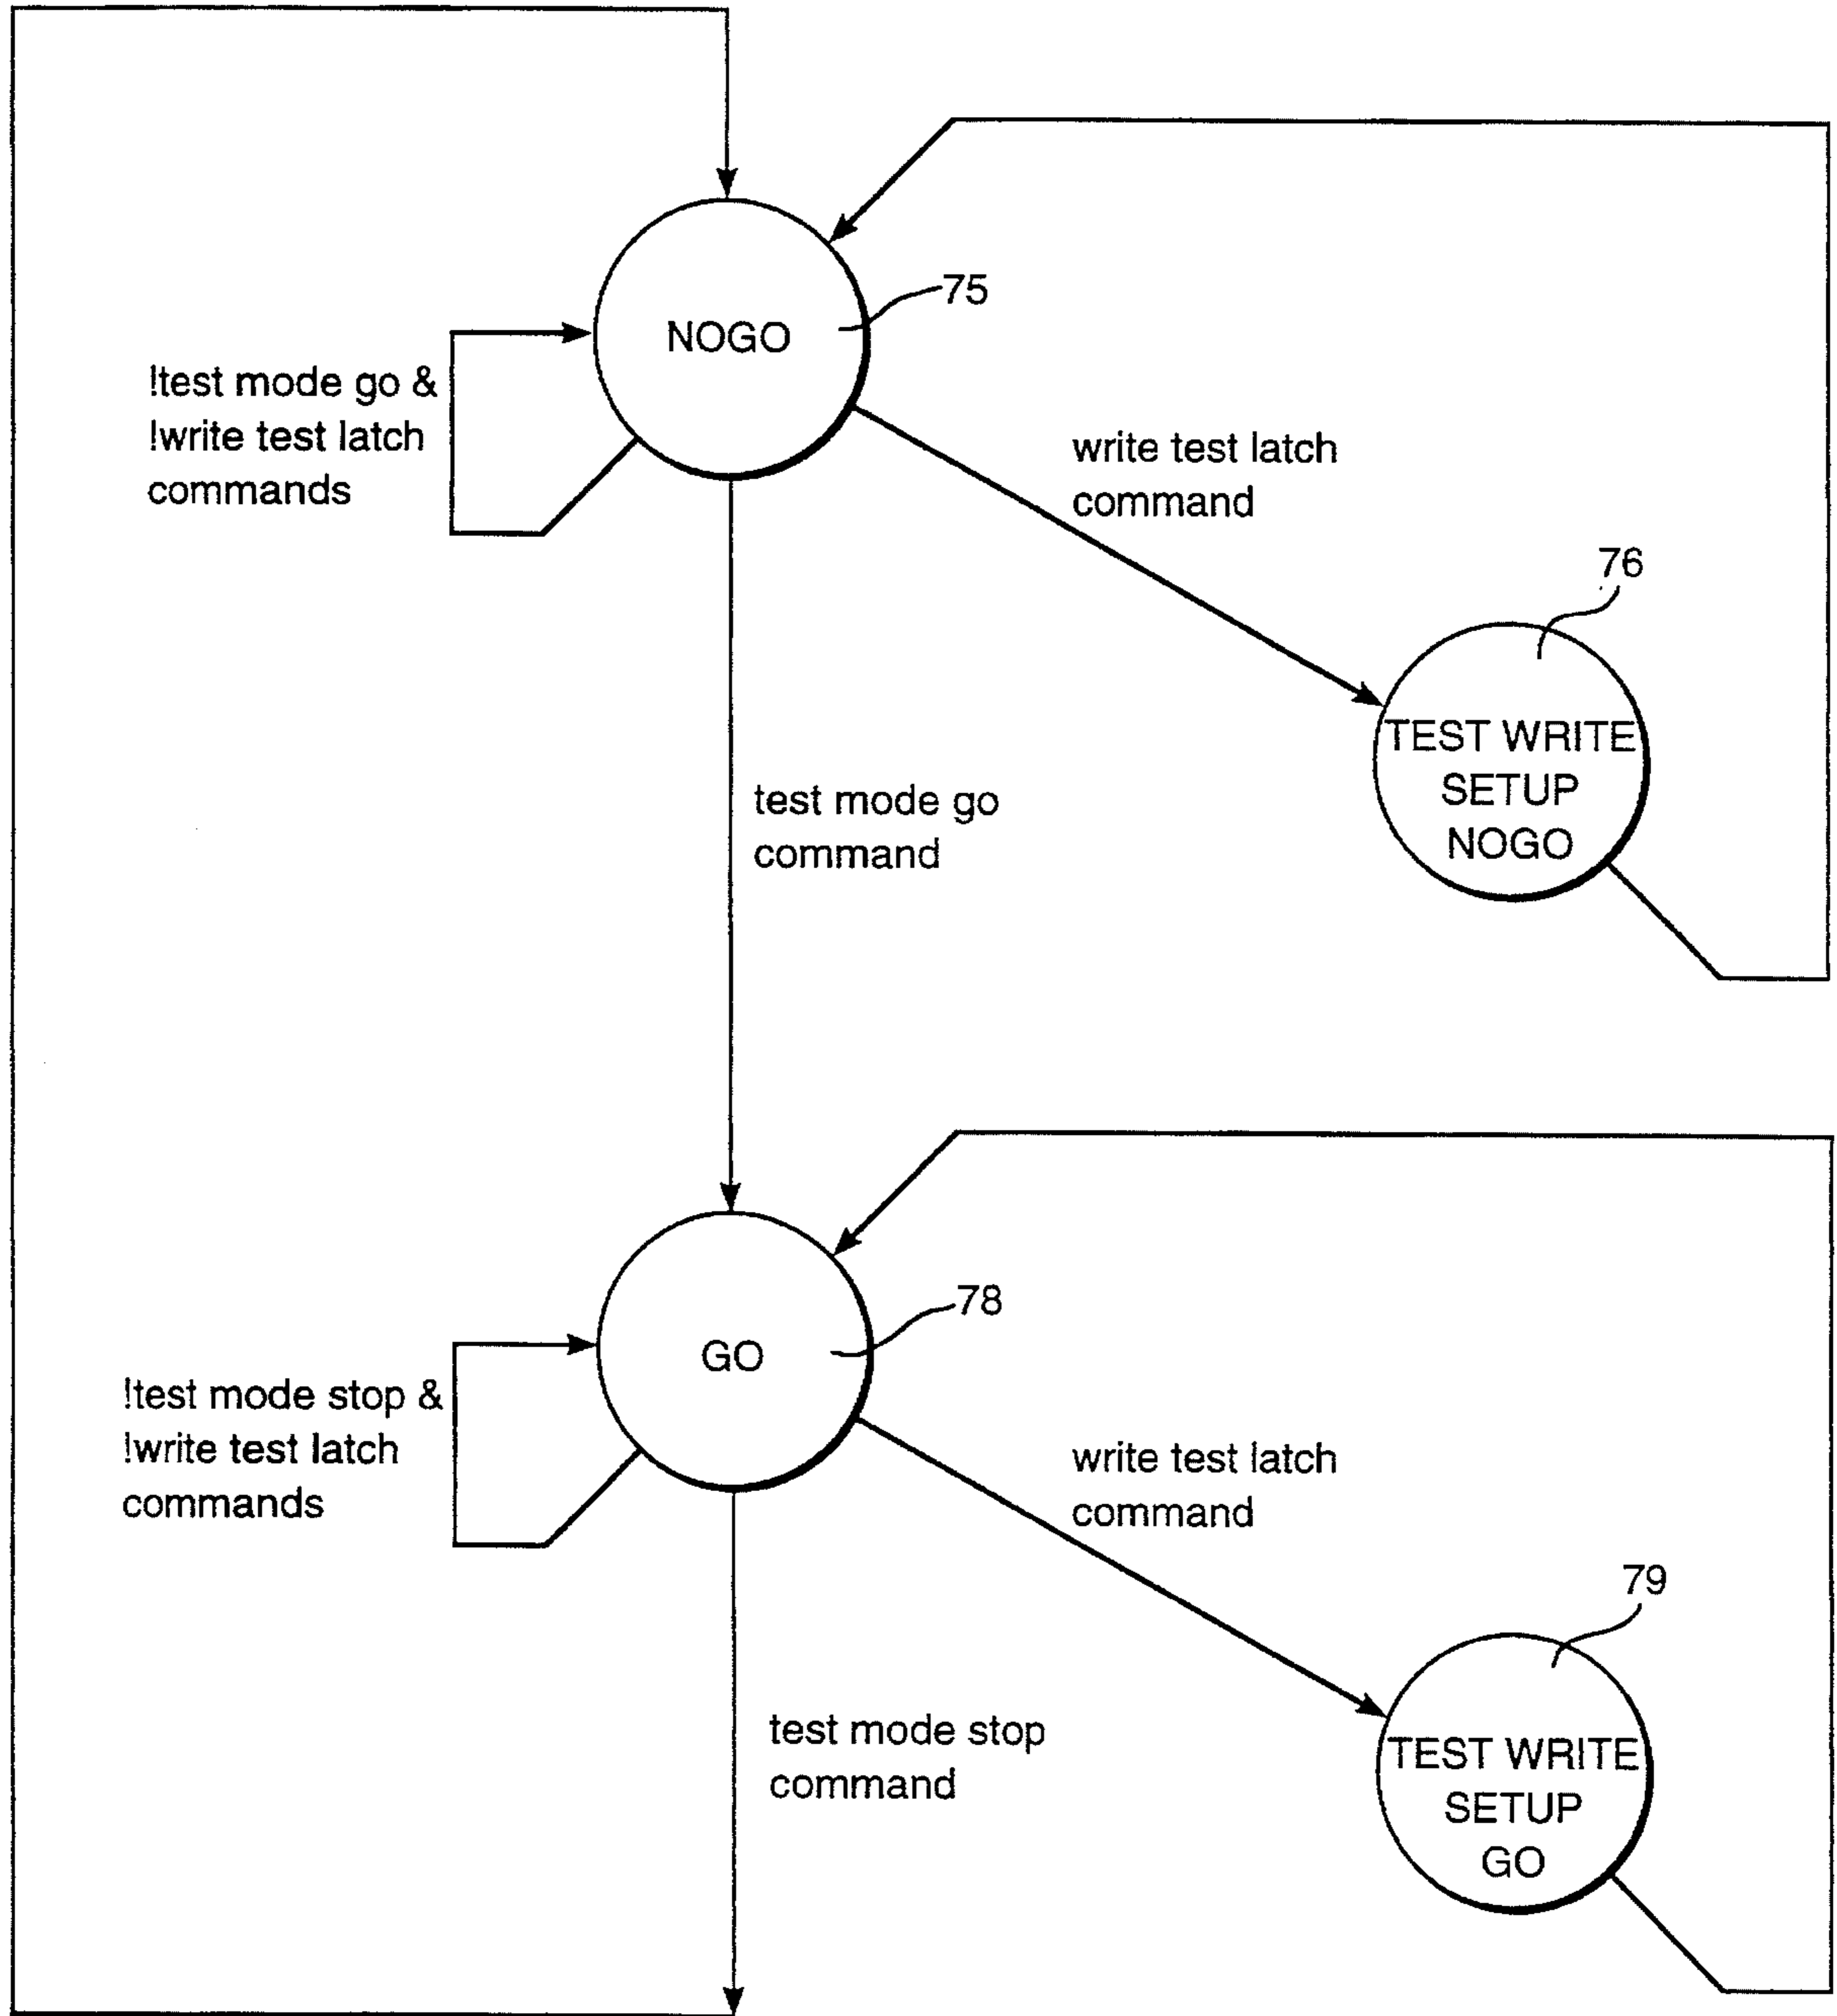 75
NOGO
!test mode go &
!write test latch
commands
write test latch
command
76
TEST WRITE
SETUP
NOGO
test mode go
command
78
GO
!test mode stop &
!write test latch
commands
write test latch
command
79
TEST WRITE
SETUP
GO
test mode stop
command